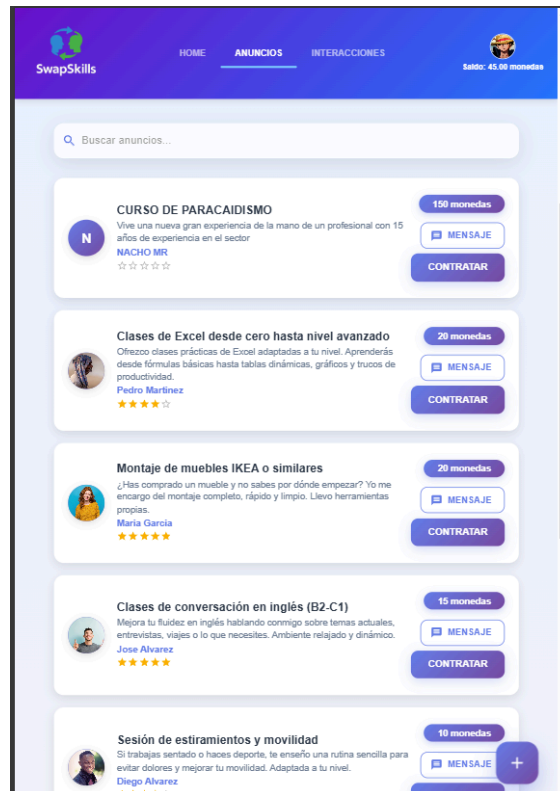 SwapSkills
HOME
ANUNCIOS
INTERACCIONES
Saldo: 45.00 monedas
Buscar anuncios...
N
CURSO DE PARACAIDISMO
Vive una nueva gran experiencia de la mano de un profesional con 15
años de experiencia en el sector
NACHO MR
150 monedas
MENSAJE
CONTRATAR
Clases de Excel desde cero hasta nivel avanzado
Ofrezco clases prácticas de Excel adaptadas a tu nivel. Aprenderás
desde fórmulas básicas hasta tablas dinámicas, gráficos y trucos de
productividad.
Pedro Martinez
20 monedas
MENSAJE
CONTRATAR
Montaje de muebles IKEA o similares
¿Has comprado un mueble y no sabes por dónde empezar? Yo me
encargo del montaje completo, rápido y limpio. Llevo herramientas
propias.
Maria Garcia
20 monedas
MENSAJE
CONTRATAR
Clases de conversación en inglés (B2-C1)
Mejora tu fluidez en inglés hablando conmigo sobre temas actuales,
entrevistas, viajes o lo que necesites. Ambiente relajado y dinámico.
Jose Alvarez
15 monedas
MENSAJE
CONTRATAR
Sesión de estiramientos y movilidad
Si trabajas sentado o haces deporte, te enseño una rutina sencilla para
evitar dolores y mejorar tu movilidad. Adaptada a tu nivel.
Diego Alvarez
10 monedas
MENSAJE
+